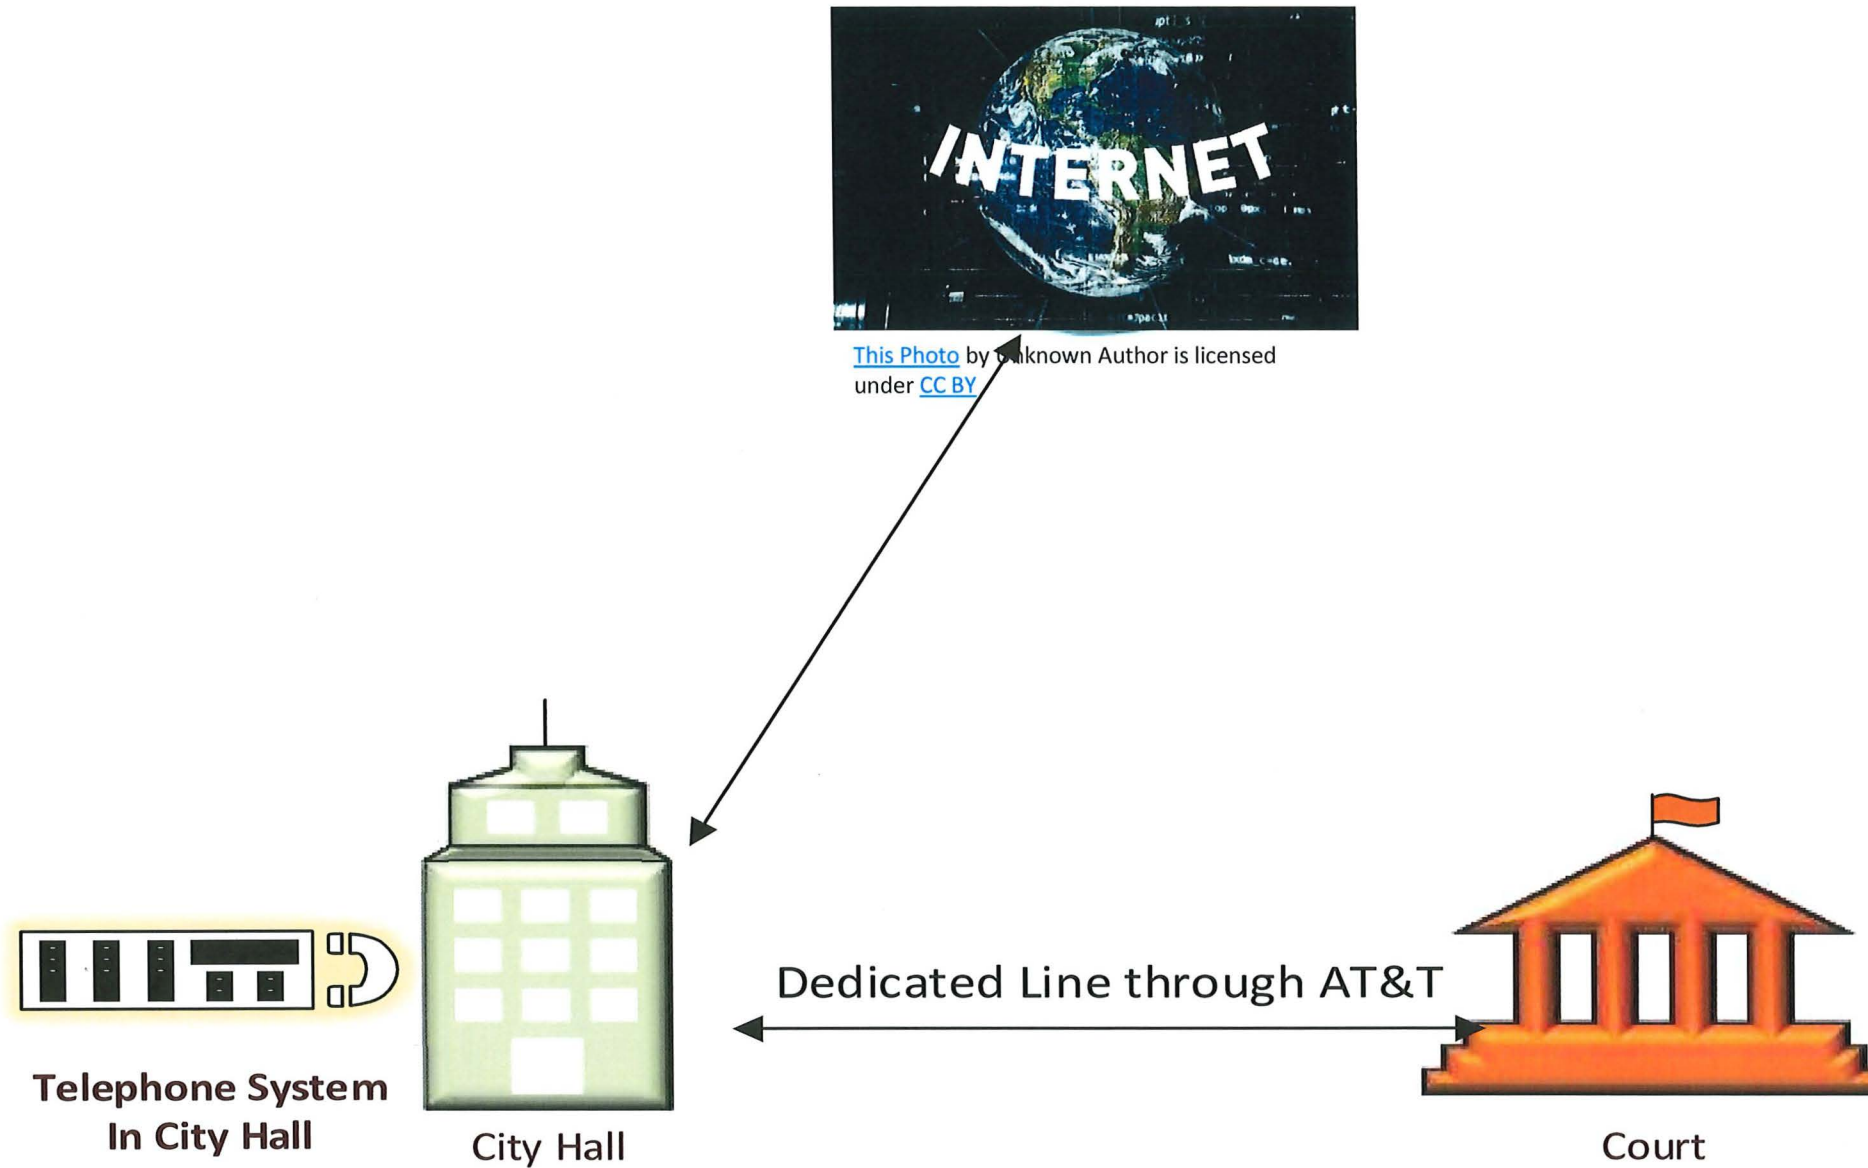 INTERNET
This Photo by Unknown Author is licensed
under CC BY
Dedicated Line through AT&T
Telephone System
In City Hall
City Hall
Court